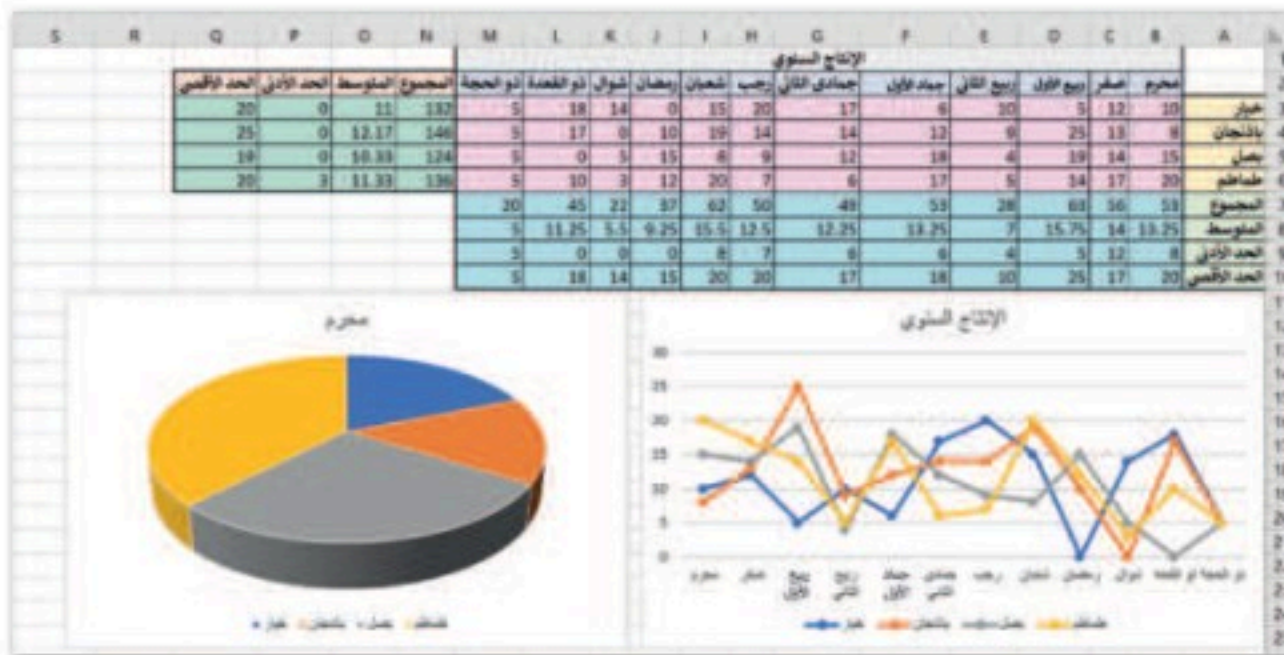 A B C D E F G H I J K L M N O P Q R S
الإنتاج السنوي
محرم صفر ربيع الأول ربيع الثاني جماد الأول جمادى الثاني رجب شعبان رمضان شوال ذو القعدة ذو الحجة المجموع المتوسط الحد الأدنى الحد الأقصى
خيار 10 12 5 10 6 17 20 15 0 14 18 5 132 11 0 20
باذنجان 8 13 25 9 12 14 14 19 10 0 17 5 146 12.17 0 25
بصل 15 14 19 4 18 12 9 8 15 5 0 5 124 10.33 0 19
طماطم 20 17 14 5 17 6 7 20 12 3 10 5 136 11.33 3 20
المجموع 53 56 63 28 53 49 50 62 37 22 45 20
المتوسط 13.25 14 15.75 7 13.25 12.25 12.5 15.5 9.25 5.5 11.25 5
الحد الأدنى 8 12 5 4 6 6 7 8 0 0 0 5
الحد الأقصى 20 17 25 10 18 17 20 20 15 14 18 5
الإنتاج السنوي
30
25
20
15
10
5
0
محرم صفر ربيع الأول ربيع الثاني جماد الأول جمادى الثاني رجب شعبان رمضان شوال ذو القعدة ذو الحجة
خيار باذنجان بصل طماطم
محرم
خيار باذنجان بصل طماطم